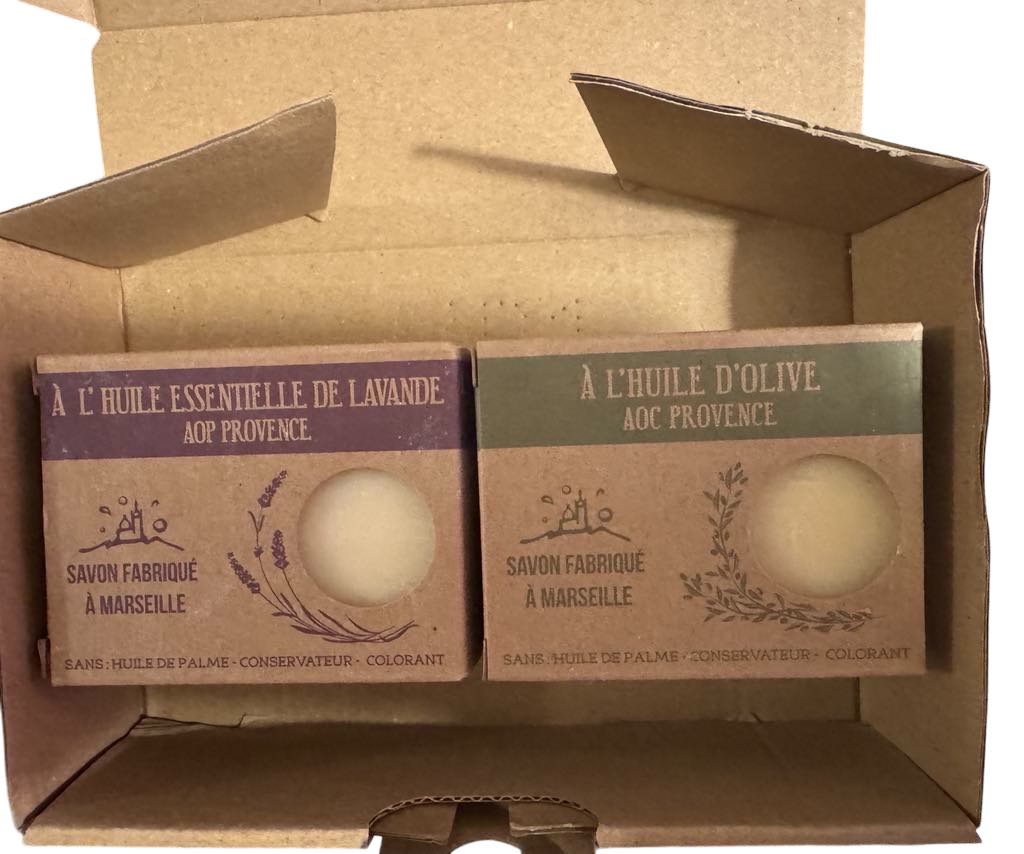 À L'HUILE ESSENTIELLE DE LAVANDE
AOP PROVENCE
SAVON FABRIQUÉ
À MARSEILLE
SANS : HUILE DE PALME - CONSERVATEUR - COLORANT
À L'HUILE D'OLIVE
AOC PROVENCE
SAVON FABRIQUÉ
À MARSEILLE
SANS : HUILE DE PALME - CONSERVATEUR - COLORANT